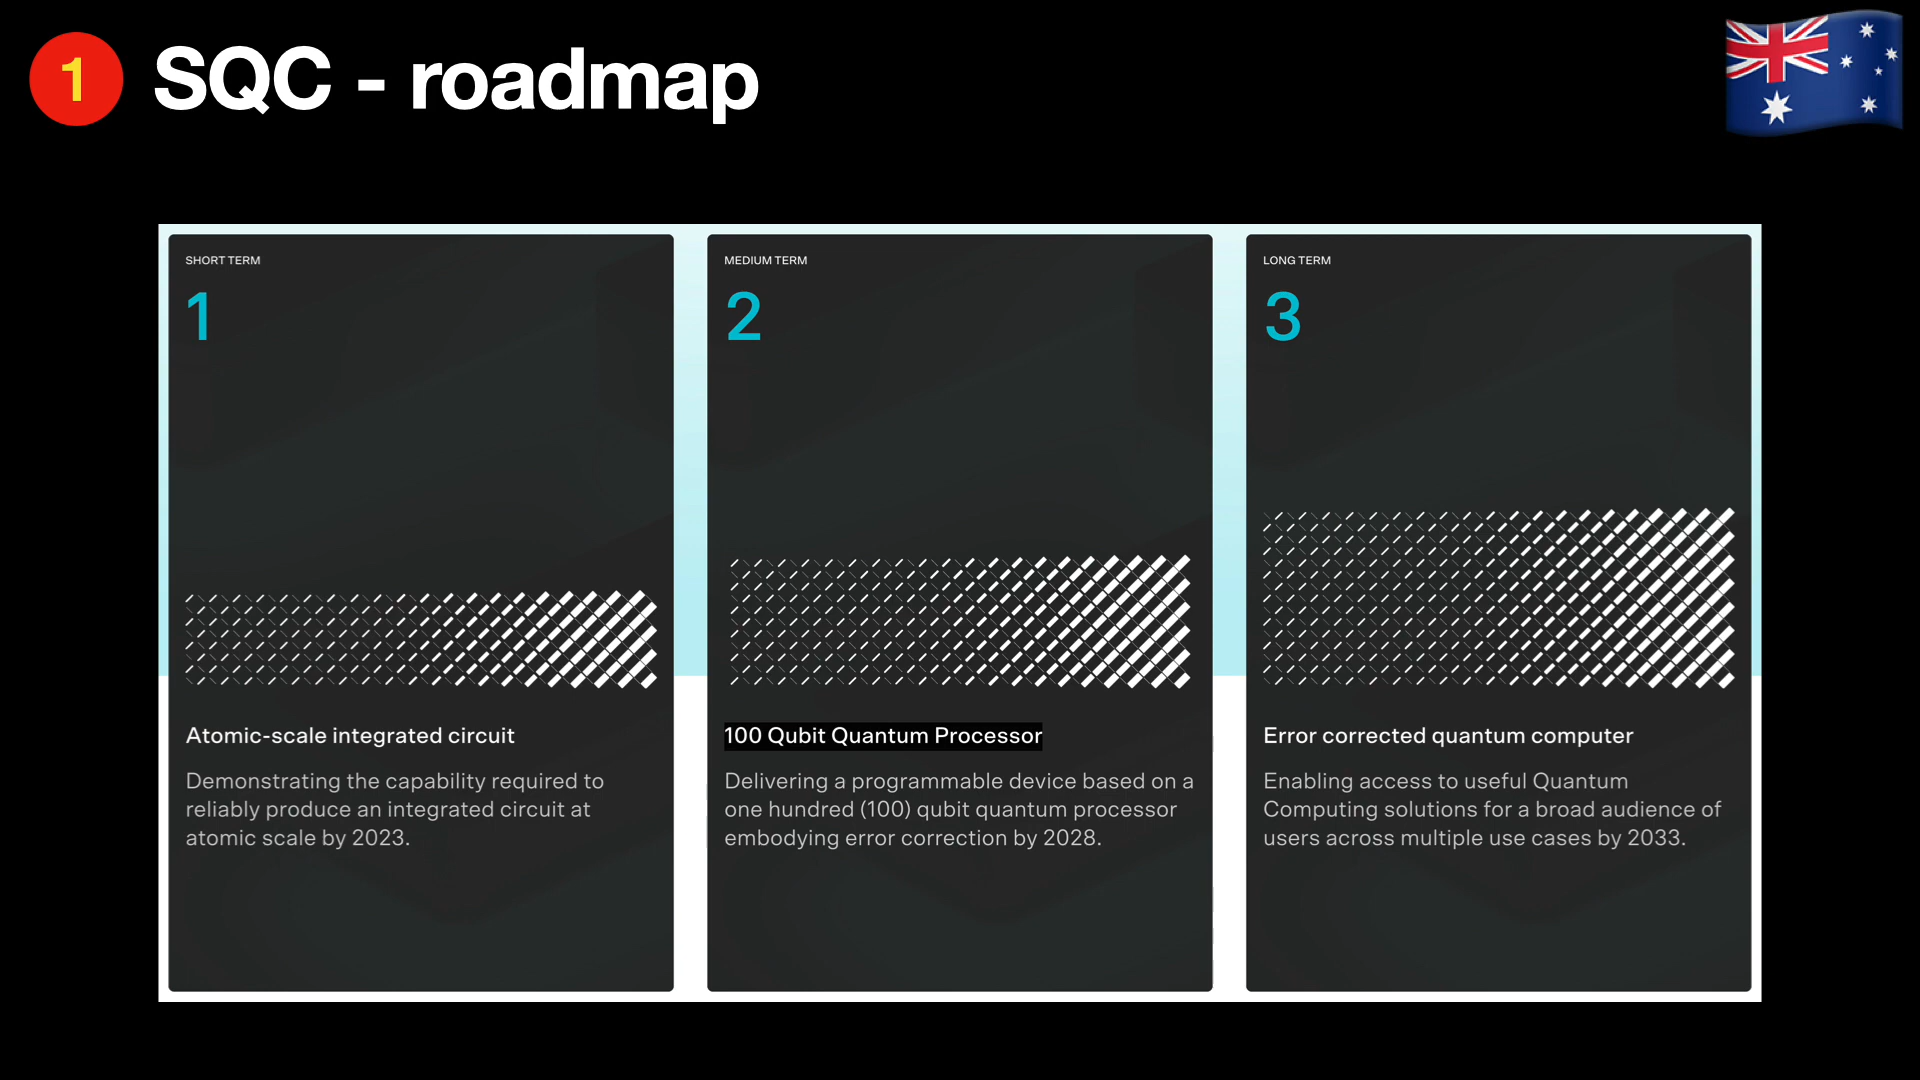 1 SQC - roadmap
SHORT TERM
1
Atomic-scale integrated circuit
Demonstrating the capability required to
reliably produce an integrated circuit at
atomic scale by 2023.
MEDIUM TERM
2
100 Qubit Quantum Processor
Delivering a programmable device based on a
one hundred (100) qubit quantum processor
embodying error correction by 2028.
LONG TERM
3
Error corrected quantum computer
Enabling access to useful Quantum
Computing solutions for a broad audience of
users across multiple use cases by 2033.